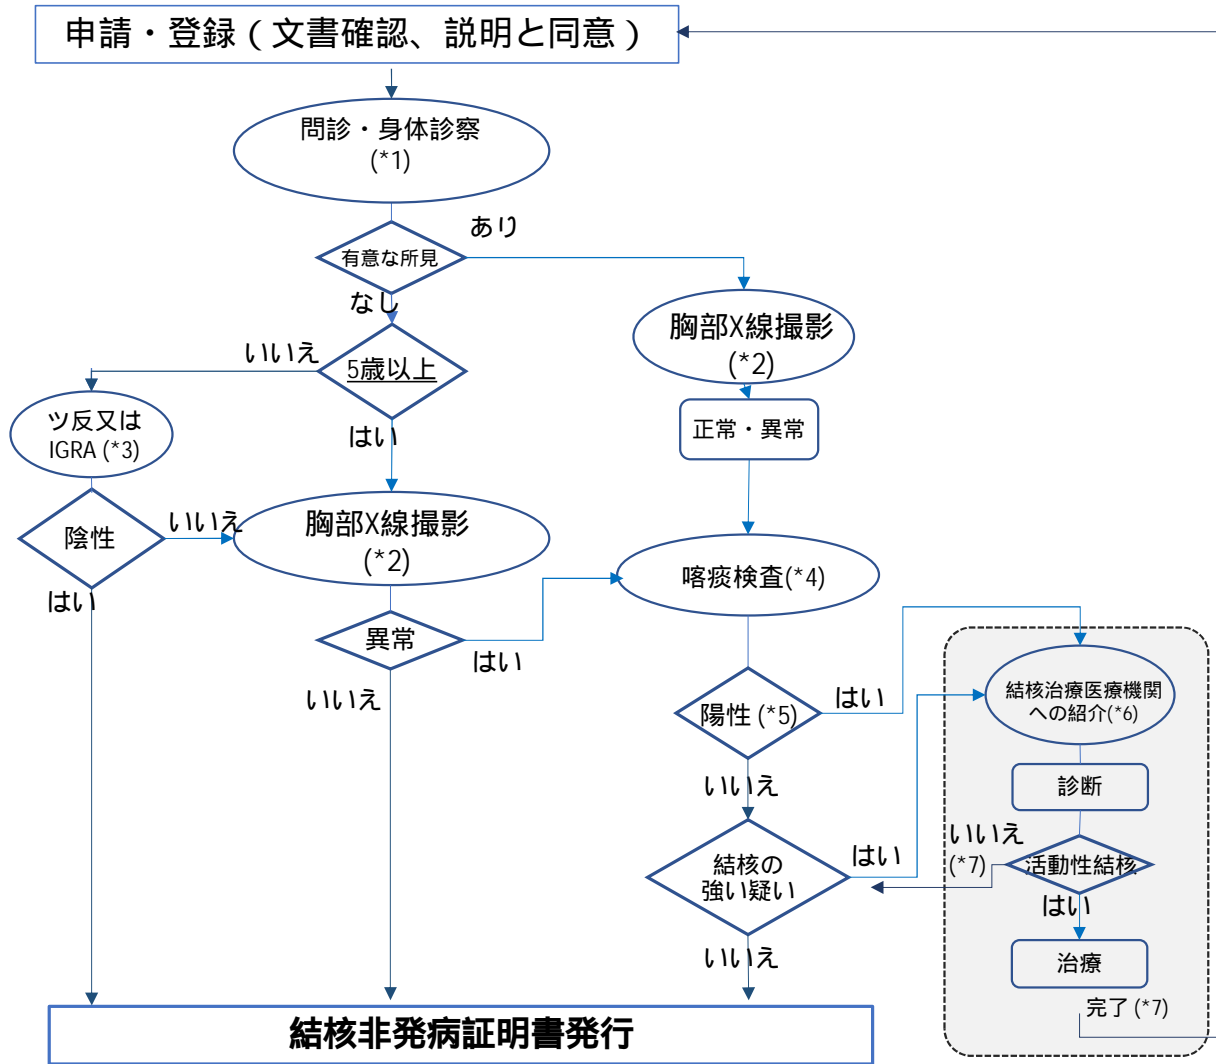 申請・登録（文書確認、説明と同意）
問診・身体診察
(*1)
あり
有意な所見
なし
いいえ
5歳以上
はい
胸部X線撮影
(*2)
正常・異常
ツ反又は
IGRA (*3)
陰性
いいえ
はい
胸部X線撮影
(*2)
異常
はい
いいえ
喀痰検査(*4)
陽性 (*5)
はい
いいえ
結核の
強い疑い
はい
いいえ
結核治療医療機関
への紹介(*6)
診断
いいえ
(*7)
活動性結核
はい
治療
完了 (*7)
結核非発病証明書発行